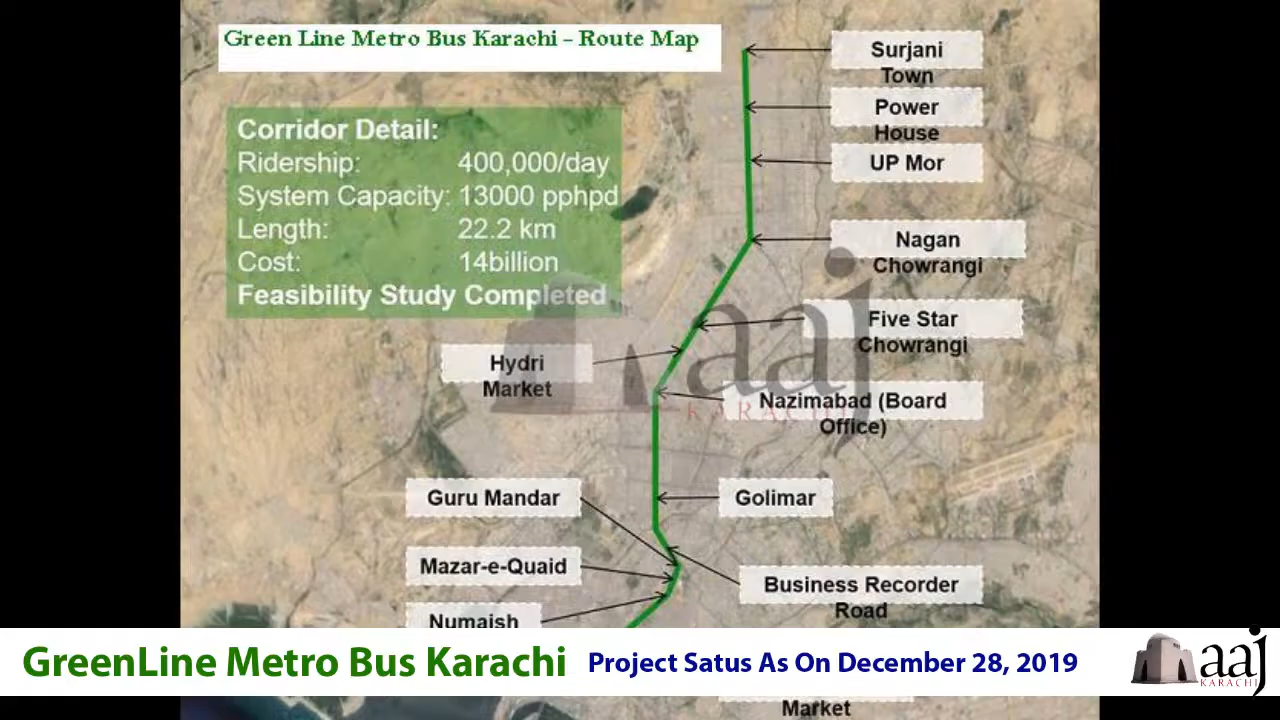 Green Line Metro Bus Karachi – Route Map
Corridor Detail:
Ridership: 400,000/day
System Capacity: 13000 pphpd
Length: 22.2 km
Cost: 14billion
Feasibility Study Completed
Surjani
Town
Power
House
UP Mor
Nagan
Chowrangi
Five Star
Chowrangi
Hydri
Market
Nazimabad (Board
Office)
Golimar
Guru Mandar
Mazar-e-Quaid
Business Recorder
Road
Numaish
aaj
KARACHI
GreenLine Metro Bus Karachi
Project Satus As On December 28, 2019
aaj
KARACHI
Market